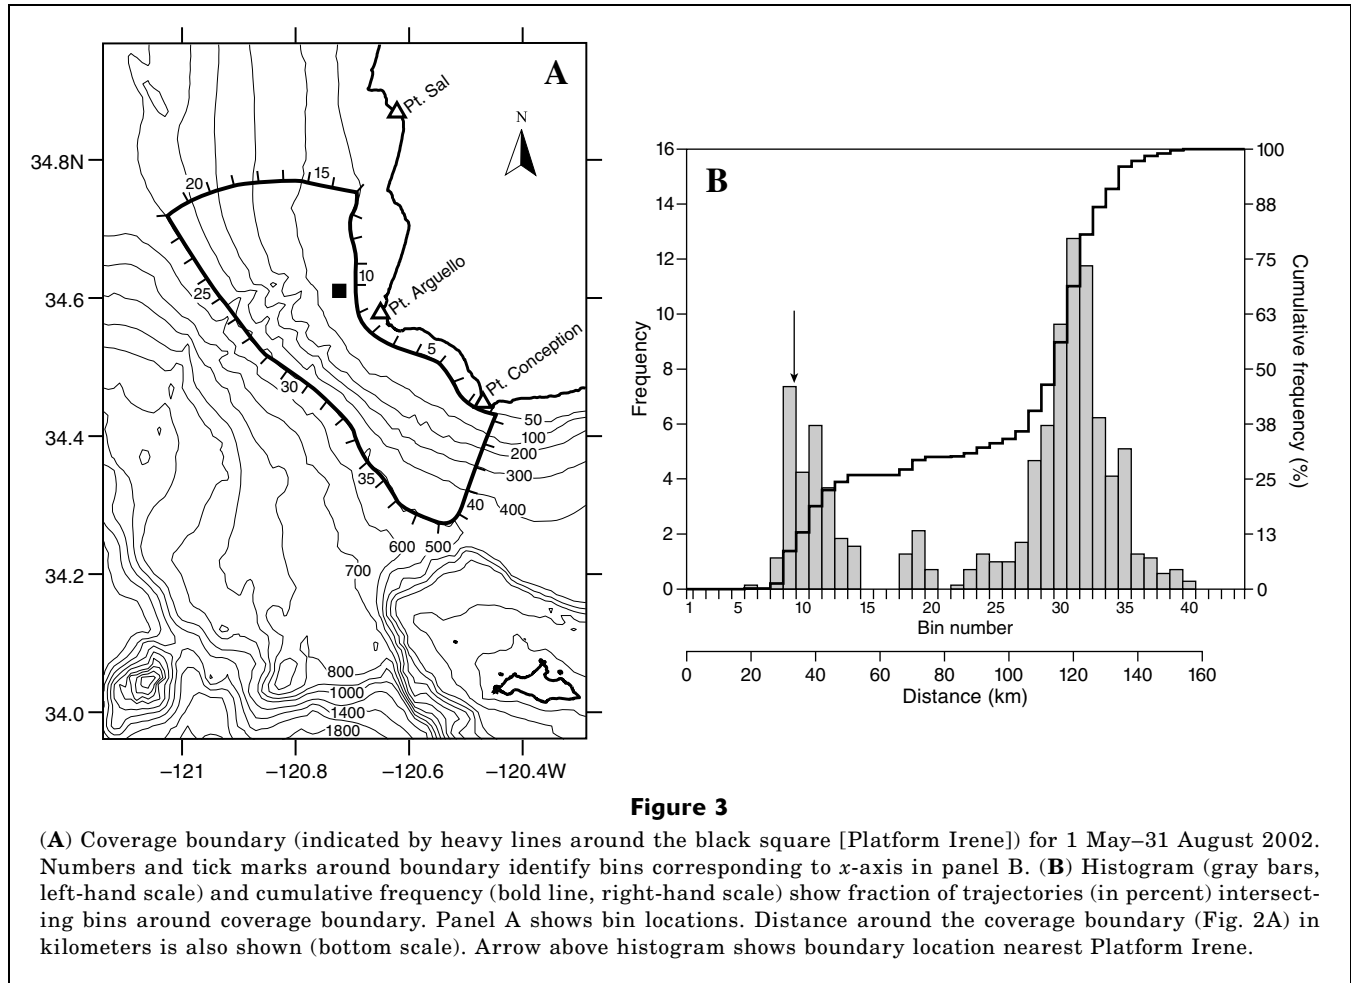 A
Pt. Sal
N
34.8N
20
15
10
25
Pt. Arguello
34.6
5
Pt. Conception
30
50
34.4
100
200
35
300
40
400
600 500
34.2
700
800
1000
34.0
1400
1800
–121
–120.8
–120.6
–120.4W
B
Frequency
16
14
12
10
8
6
4
2
0
100
88
75
63
50
38
25
13
0
Cumulative frequency (%)
1 5 10 15 20 25 30 35 40
Bin number
0 20 40 60 80 100 120 140 160
Distance (km)
Figure 3
(A) Coverage boundary (indicated by heavy lines around the black square [Platform Irene]) for 1 May–31 August 2002.
Numbers and tick marks around boundary identify bins corresponding to x-axis in panel B. (B) Histogram (gray bars,
left-hand scale) and cumulative frequency (bold line, right-hand scale) show fraction of trajectories (in percent) intersect-
ing bins around coverage boundary. Panel A shows bin locations. Distance around the coverage boundary (Fig. 2A) in
kilometers is also shown (bottom scale). Arrow above histogram shows boundary location nearest Platform Irene.